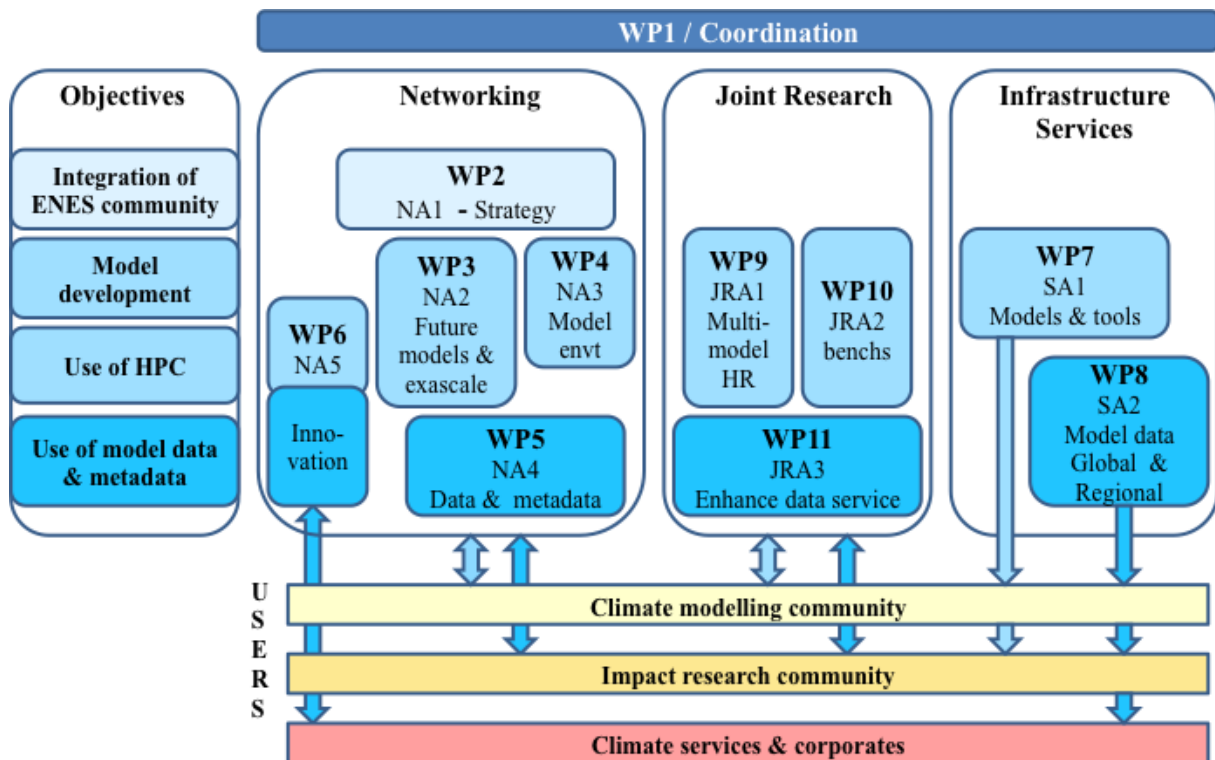 WP1 / Coordination
Objectives
Integration of
ENES community
Model
development
Use of HPC
Use of model data
& metadata
Networking
WP2
NA1 - Strategy
WP3
NA2
Future
models &
exascale
WP4
NA3
Model
envt
WP6
NA5
Inno-
vation
WP5
NA4
Data & metadata
Joint Research
WP9
JRA1
Multi-
model
HR
WP10
JRA2
benchs
WP11
JRA3
Enhance data service
Infrastructure
Services
WP7
SA1
Models & tools
WP8
SA2
Model data
Global &
Regional
U
S
E
R
S
Climate modelling community
Impact research community
Climate services & corporates